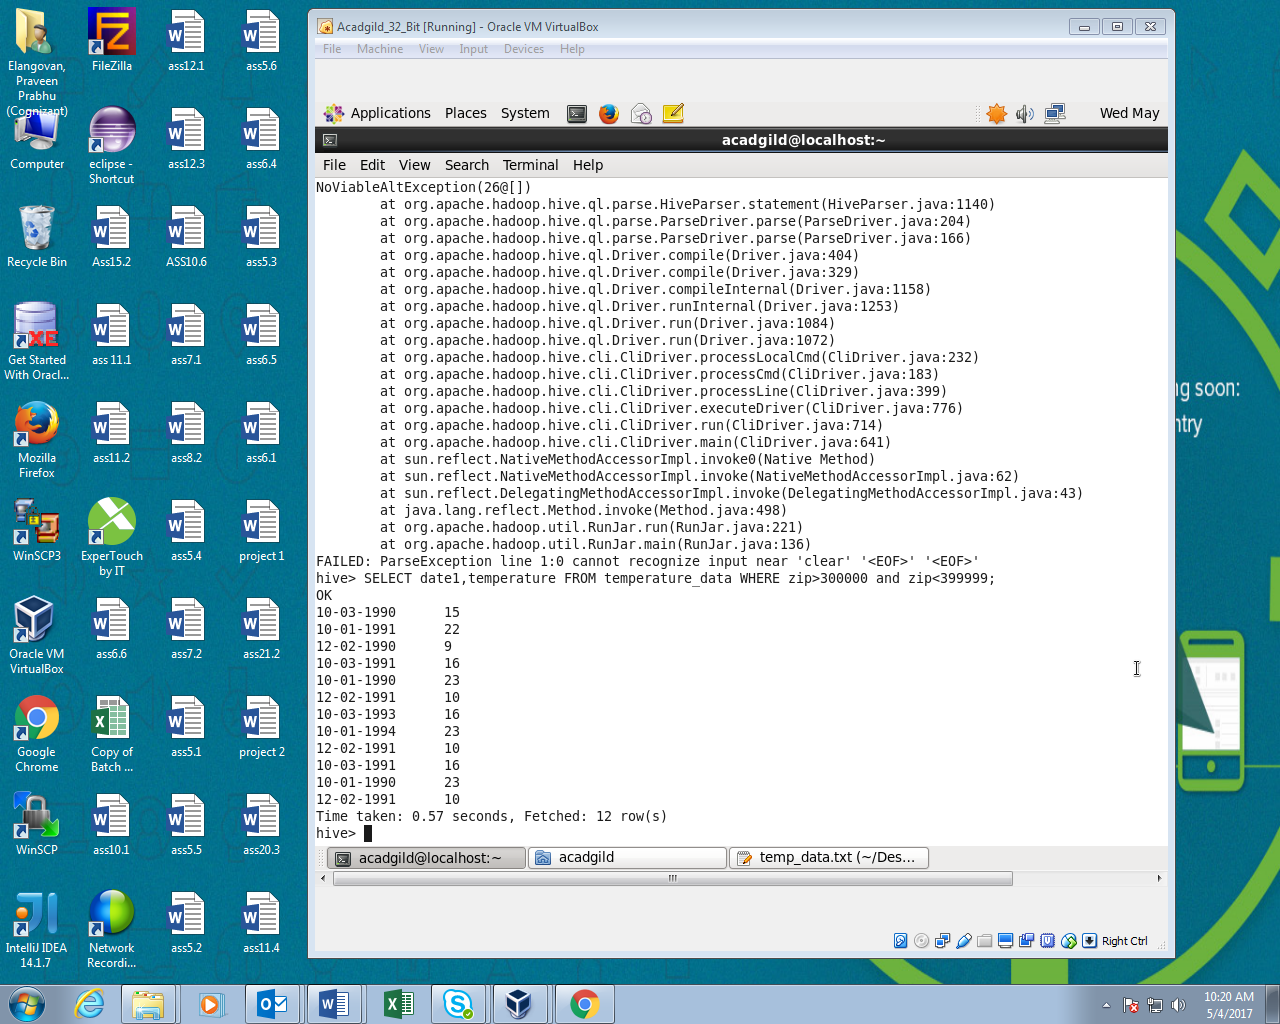 Elangovan,
Praveen
Prabhu
(Cognizant)
FileZilla
ass12.1
ass5.6
Computer
eclipse -
Shortcut
ass12.3
ass6.4
Recycle Bin
Ass15.2
ASS10.6
ass5.3
Get Started
With Oracl...
ass 11.1
ass7.1
ass6.5
Mozilla
Firefox
ass11.2
ass8.2
ass6.1
WinSCP3
ExperTouch
by IT
ass5.4
project 1
Oracle VM
VirtualBox
ass6.6
ass7.2
ass21.2
Google
Chrome
Copy of
Batch ...
ass5.1
project 2
WinSCP
ass10.1
ass5.5
ass20.3
IntelliJ IDEA
14.1.7
Network
Recordi...
ass5.2
ass11.4
Acadgild_32_Bit [Running] - Oracle VM VirtualBox
File Machine View Input Devices Help
Applications Places System Wed May
acadgild@localhost:~
File Edit View Search Terminal Help
NoViableAltException(26@[])
at org.apache.hadoop.hive.ql.parse.HiveParser.statement(HiveParser.java:1140)
at org.apache.hadoop.hive.ql.parse.ParseDriver.parse(ParseDriver.java:204)
at org.apache.hadoop.hive.ql.parse.ParseDriver.parse(ParseDriver.java:166)
at org.apache.hadoop.hive.ql.Driver.compile(Driver.java:404)
at org.apache.hadoop.hive.ql.Driver.compile(Driver.java:329)
at org.apache.hadoop.hive.ql.Driver.compileInternal(Driver.java:1158)
at org.apache.hadoop.hive.ql.Driver.runInternal(Driver.java:1253)
at org.apache.hadoop.hive.ql.Driver.run(Driver.java:1084)
at org.apache.hadoop.hive.ql.Driver.run(Driver.java:1072)
at org.apache.hadoop.hive.cli.CliDriver.processLocalCmd(CliDriver.java:232)
at org.apache.hadoop.hive.cli.CliDriver.processCmd(CliDriver.java:183)
at org.apache.hadoop.hive.cli.CliDriver.processLine(CliDriver.java:399)
at org.apache.hadoop.hive.cli.CliDriver.executeDriver(CliDriver.java:776)
at org.apache.hadoop.hive.cli.CliDriver.run(CliDriver.java:714)
at org.apache.hadoop.hive.cli.CliDriver.main(CliDriver.java:641)
at sun.reflect.NativeMethodAccessorImpl.invoke0(Native Method)
at sun.reflect.NativeMethodAccessorImpl.invoke(NativeMethodAccessorImpl.java:62)
at sun.reflect.DelegatingMethodAccessorImpl.invoke(DelegatingMethodAccessorImpl.java:43)
at java.lang.reflect.Method.invoke(Method.java:498)
at org.apache.hadoop.util.RunJar.run(RunJar.java:221)
at org.apache.hadoop.util.RunJar.main(RunJar.java:136)
FAILED: ParseException line 1:0 cannot recognize input near 'clear' '<EOF>' '<EOF>'
hive> SELECT date1,temperature FROM temperature_data WHERE zip>300000 and zip<399999;
OK
10-03-1990 15
10-01-1991 22
12-02-1990 9
10-03-1991 16
10-01-1990 23
12-02-1991 10
10-03-1993 16
10-01-1994 23
12-02-1991 10
10-03-1991 16
10-01-1990 23
12-02-1991 10
Time taken: 0.57 seconds, Fetched: 12 row(s)
hive>
acadgild@localhost:~ acadgild temp_data.txt (~/Des...
Right Ctrl
ng soon:
ntry
10:20 AM
5/4/2017